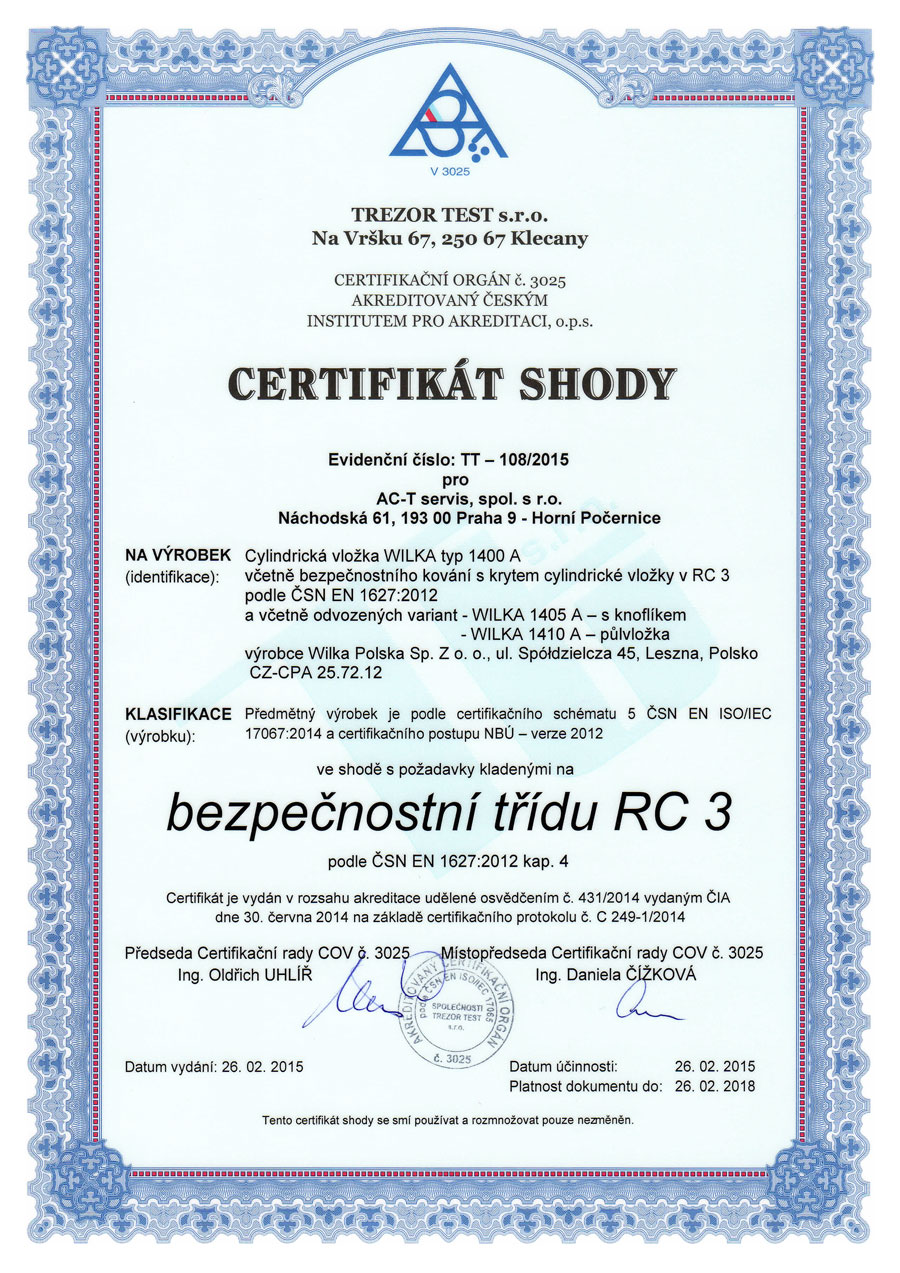 V 3025
TREZOR TEST s.r.o.
Na Vršku 67, 250 67 Klecany
CERTIFIKAČNÍ ORGÁN č. 3025
AKREDITOVANÝ ČESKÝM
INSTITUTEM PRO AKREDITACI, o.p.s.
CERTIFIKÁT SHODY
Evidenční číslo: TT – 108/2015
pro
AC-T servis, spol. s r.o.
Náchodská 61, 193 00 Praha 9 - Horní Počernice
NA VÝROBEK Cylindrická vložka WILKA typ 1400 A
(identifikace): včetně bezpečnostního kování s krytem cylindrické vložky v RC 3
podle ČSN EN 1627:2012
a včetně odvozených variant - WILKA 1405 A – s knoflíkem
- WILKA 1410 A – půlvložka
výrobce Wilka Polska Sp. Z o. o., ul. Spółdzielcza 45, Leszna, Polsko
CZ-CPA 25.72.12
KLASIFIKACE Předmětný výrobek je podle certifikačního schématu 5 ČSN EN ISO/IEC
(výrobku): 17067:2014 a certifikačního postupu NBÚ – verze 2012
ve shodě s požadavky kladenými na
bezpečnostní třídu RC 3
podle ČSN EN 1627:2012 kap. 4
Certifikát je vydán v rozsahu akreditace udělené osvědčením č. 431/2014 vydaným ČIA
dne 30. června 2014 na základě certifikačního protokolu č. C 249-1/2014
Předseda Certifikační rady COV č. 3025 Místopředseda Certifikační rady COV č. 3025
Ing. Oldřich UHLÍŘ Ing. Daniela ČÍŽKOVÁ
AKREDITOVANÝ CERTIFIKAČNÍ ORGÁN
podle ČSN EN ISO/IEC 17065
SPOLEČNOSTI
TREZOR TEST
s.r.o.
č. 3025
Datum vydání: 26. 02. 2015 Datum účinnosti: 26. 02. 2015
Platnost dokumentu do: 26. 02. 2018
Tento certifikát shody se smí používat a rozmnožovat pouze nezměněn.